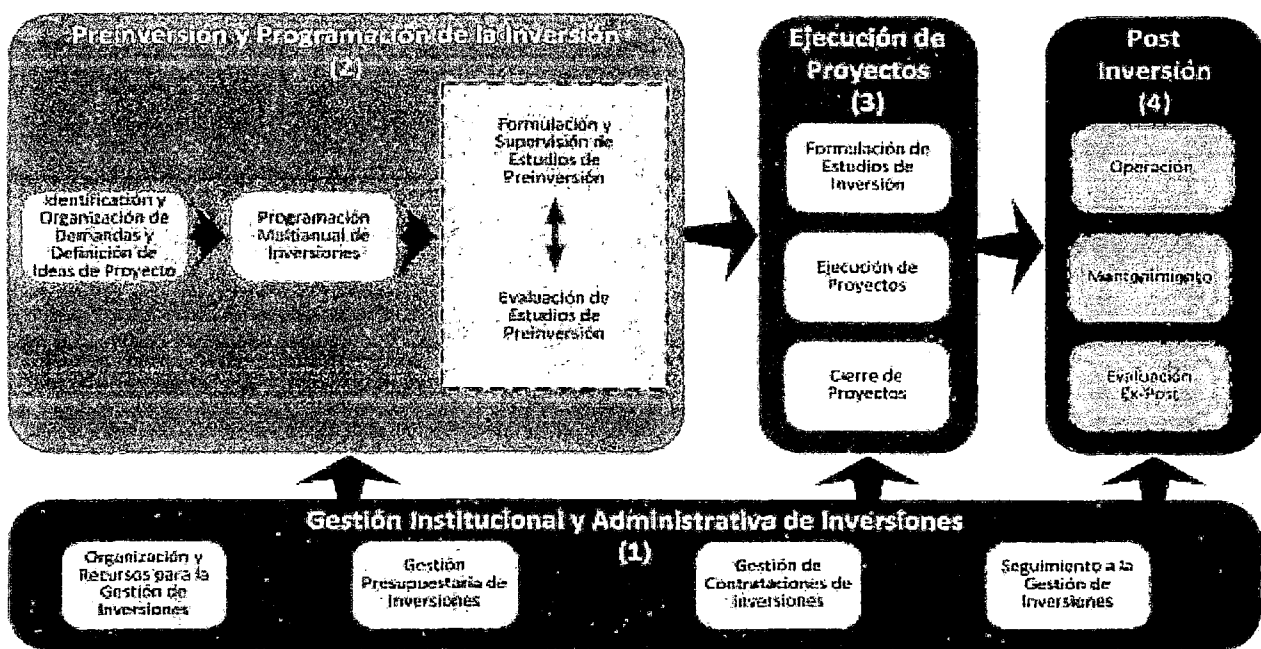 Preinversión y Programación de la Inversión
(2)
Identificación y
Organización de
Demandas y
Definición de
Ideas de Proyecto
Programación
Multianual de
Inversiones
Formulación y
Supervisión de
Estudios de
Preinversión
Evaluación de
Estudios de
Preinversión
Ejecución de
Proyectos
(3)
Formulación de
Estudios de
Inversión
Ejecución de
Proyectos
Cierre de
Proyectos
Post
Inversión
(4)
Operación
Mantenimiento
Evaluación
Ex-Post
Gestión Institucional y Administrativa de Inversiones
(1)
Organización y
Recursos para la
Gestión de
Inversiones
Gestión
Presupuestaria de
Inversiones
Gestión de
Contrataciones de
Inversiones
Seguimiento a la
Gestión de
Inversiones